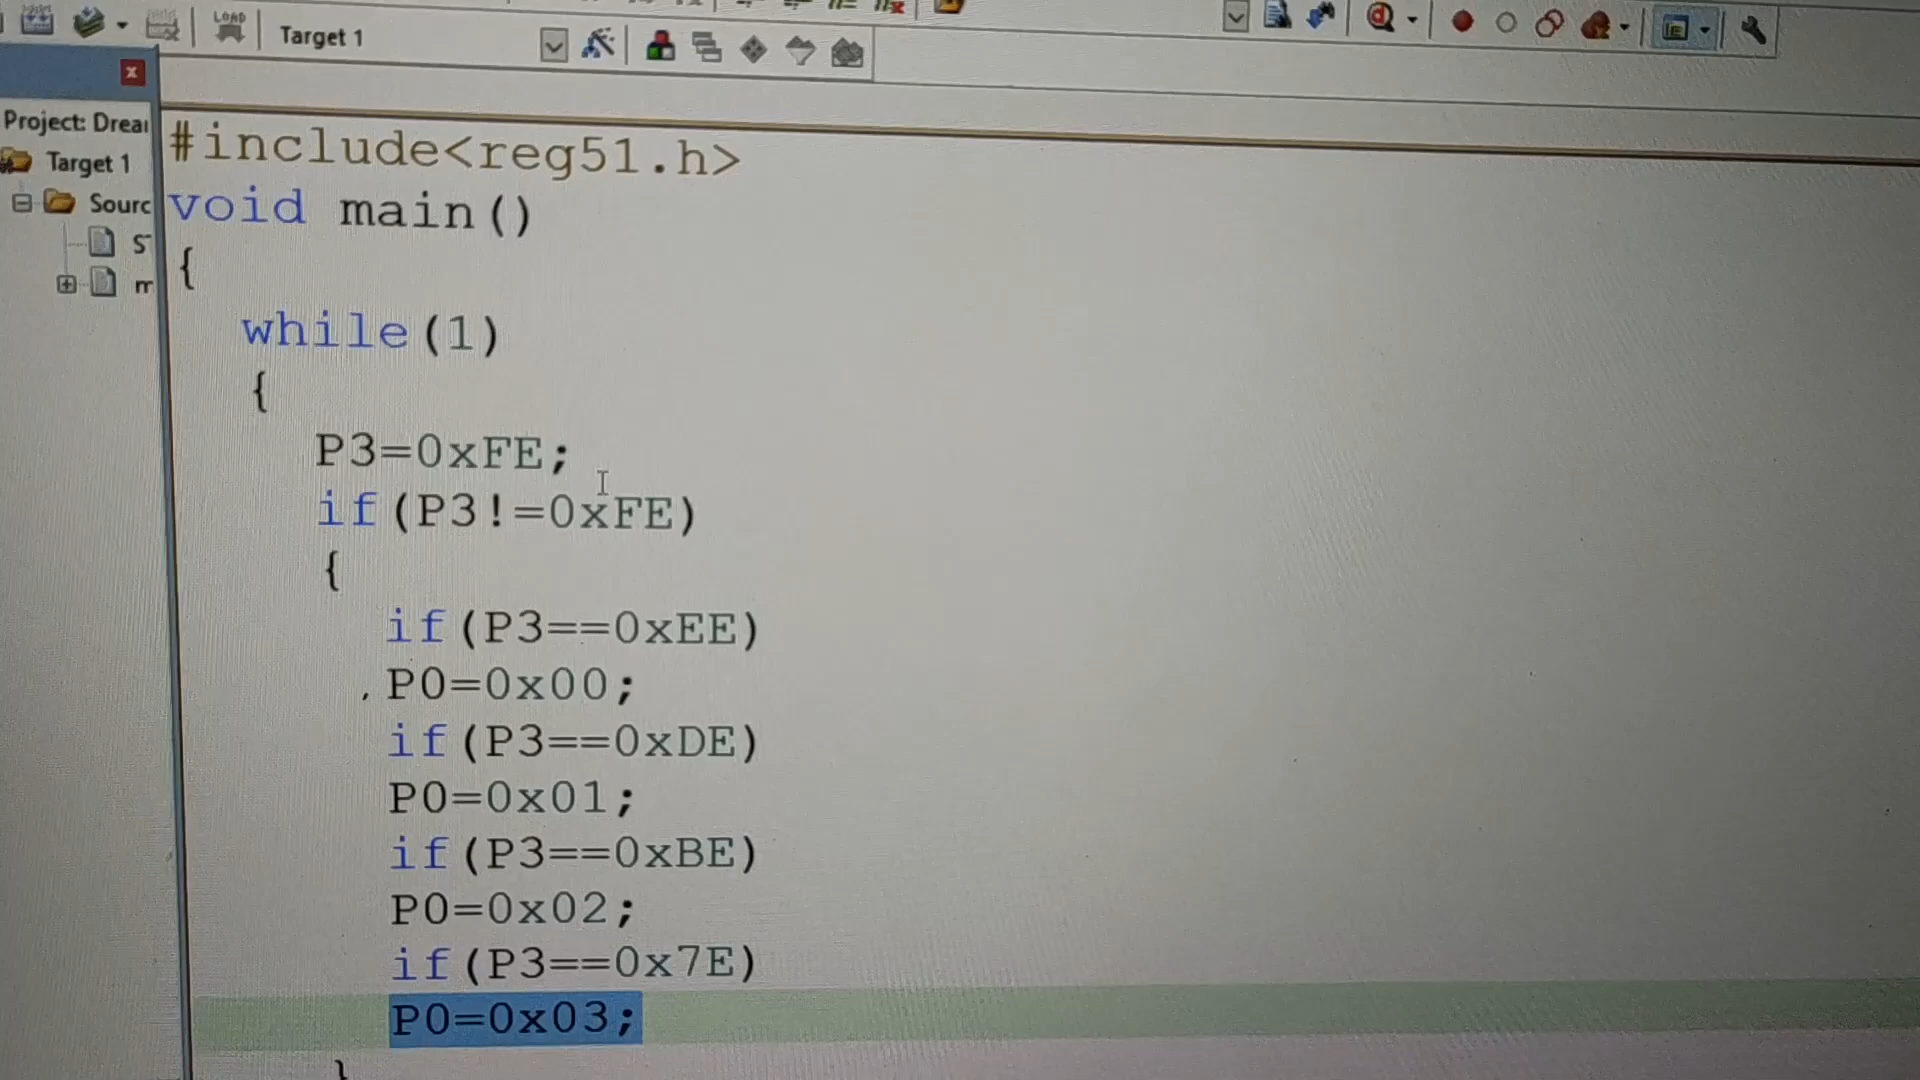 LOAD
Target 1
Project: Drea
Target 1
Sourc
#include<reg51.h>
void main()
{
while(1)
{
P3=0xFE;
if(P3!=0xFE)
{
if(P3==0xEE)
P0=0x00;
if(P3==0xDE)
P0=0x01;
if(P3==0xBE)
P0=0x02;
if(P3==0x7E)
P0=0x03;
}